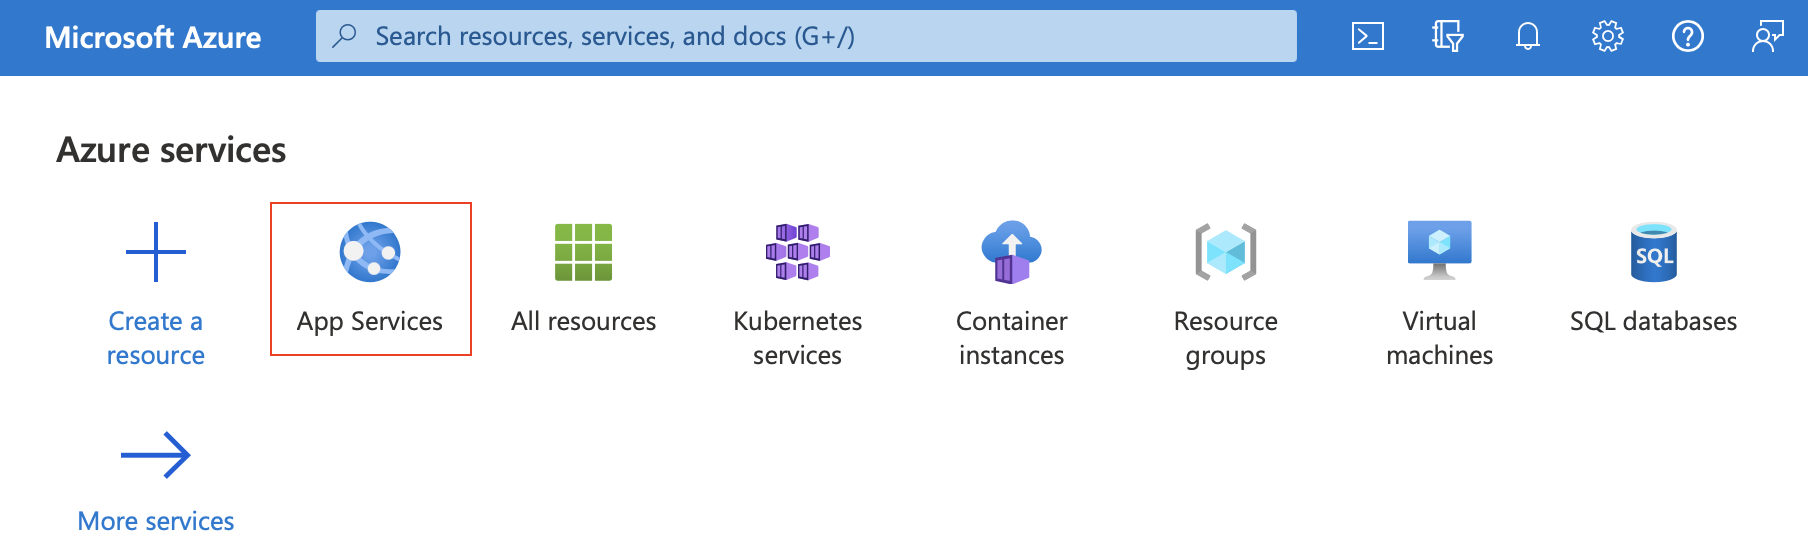 Microsoft Azure
Search resources, services, and docs (G+/)
Azure services
Create a
resource
App Services
All resources
Kubernetes
services
Container
instances
Resource
groups
Virtual
machines
SQL
SQL databases
More services